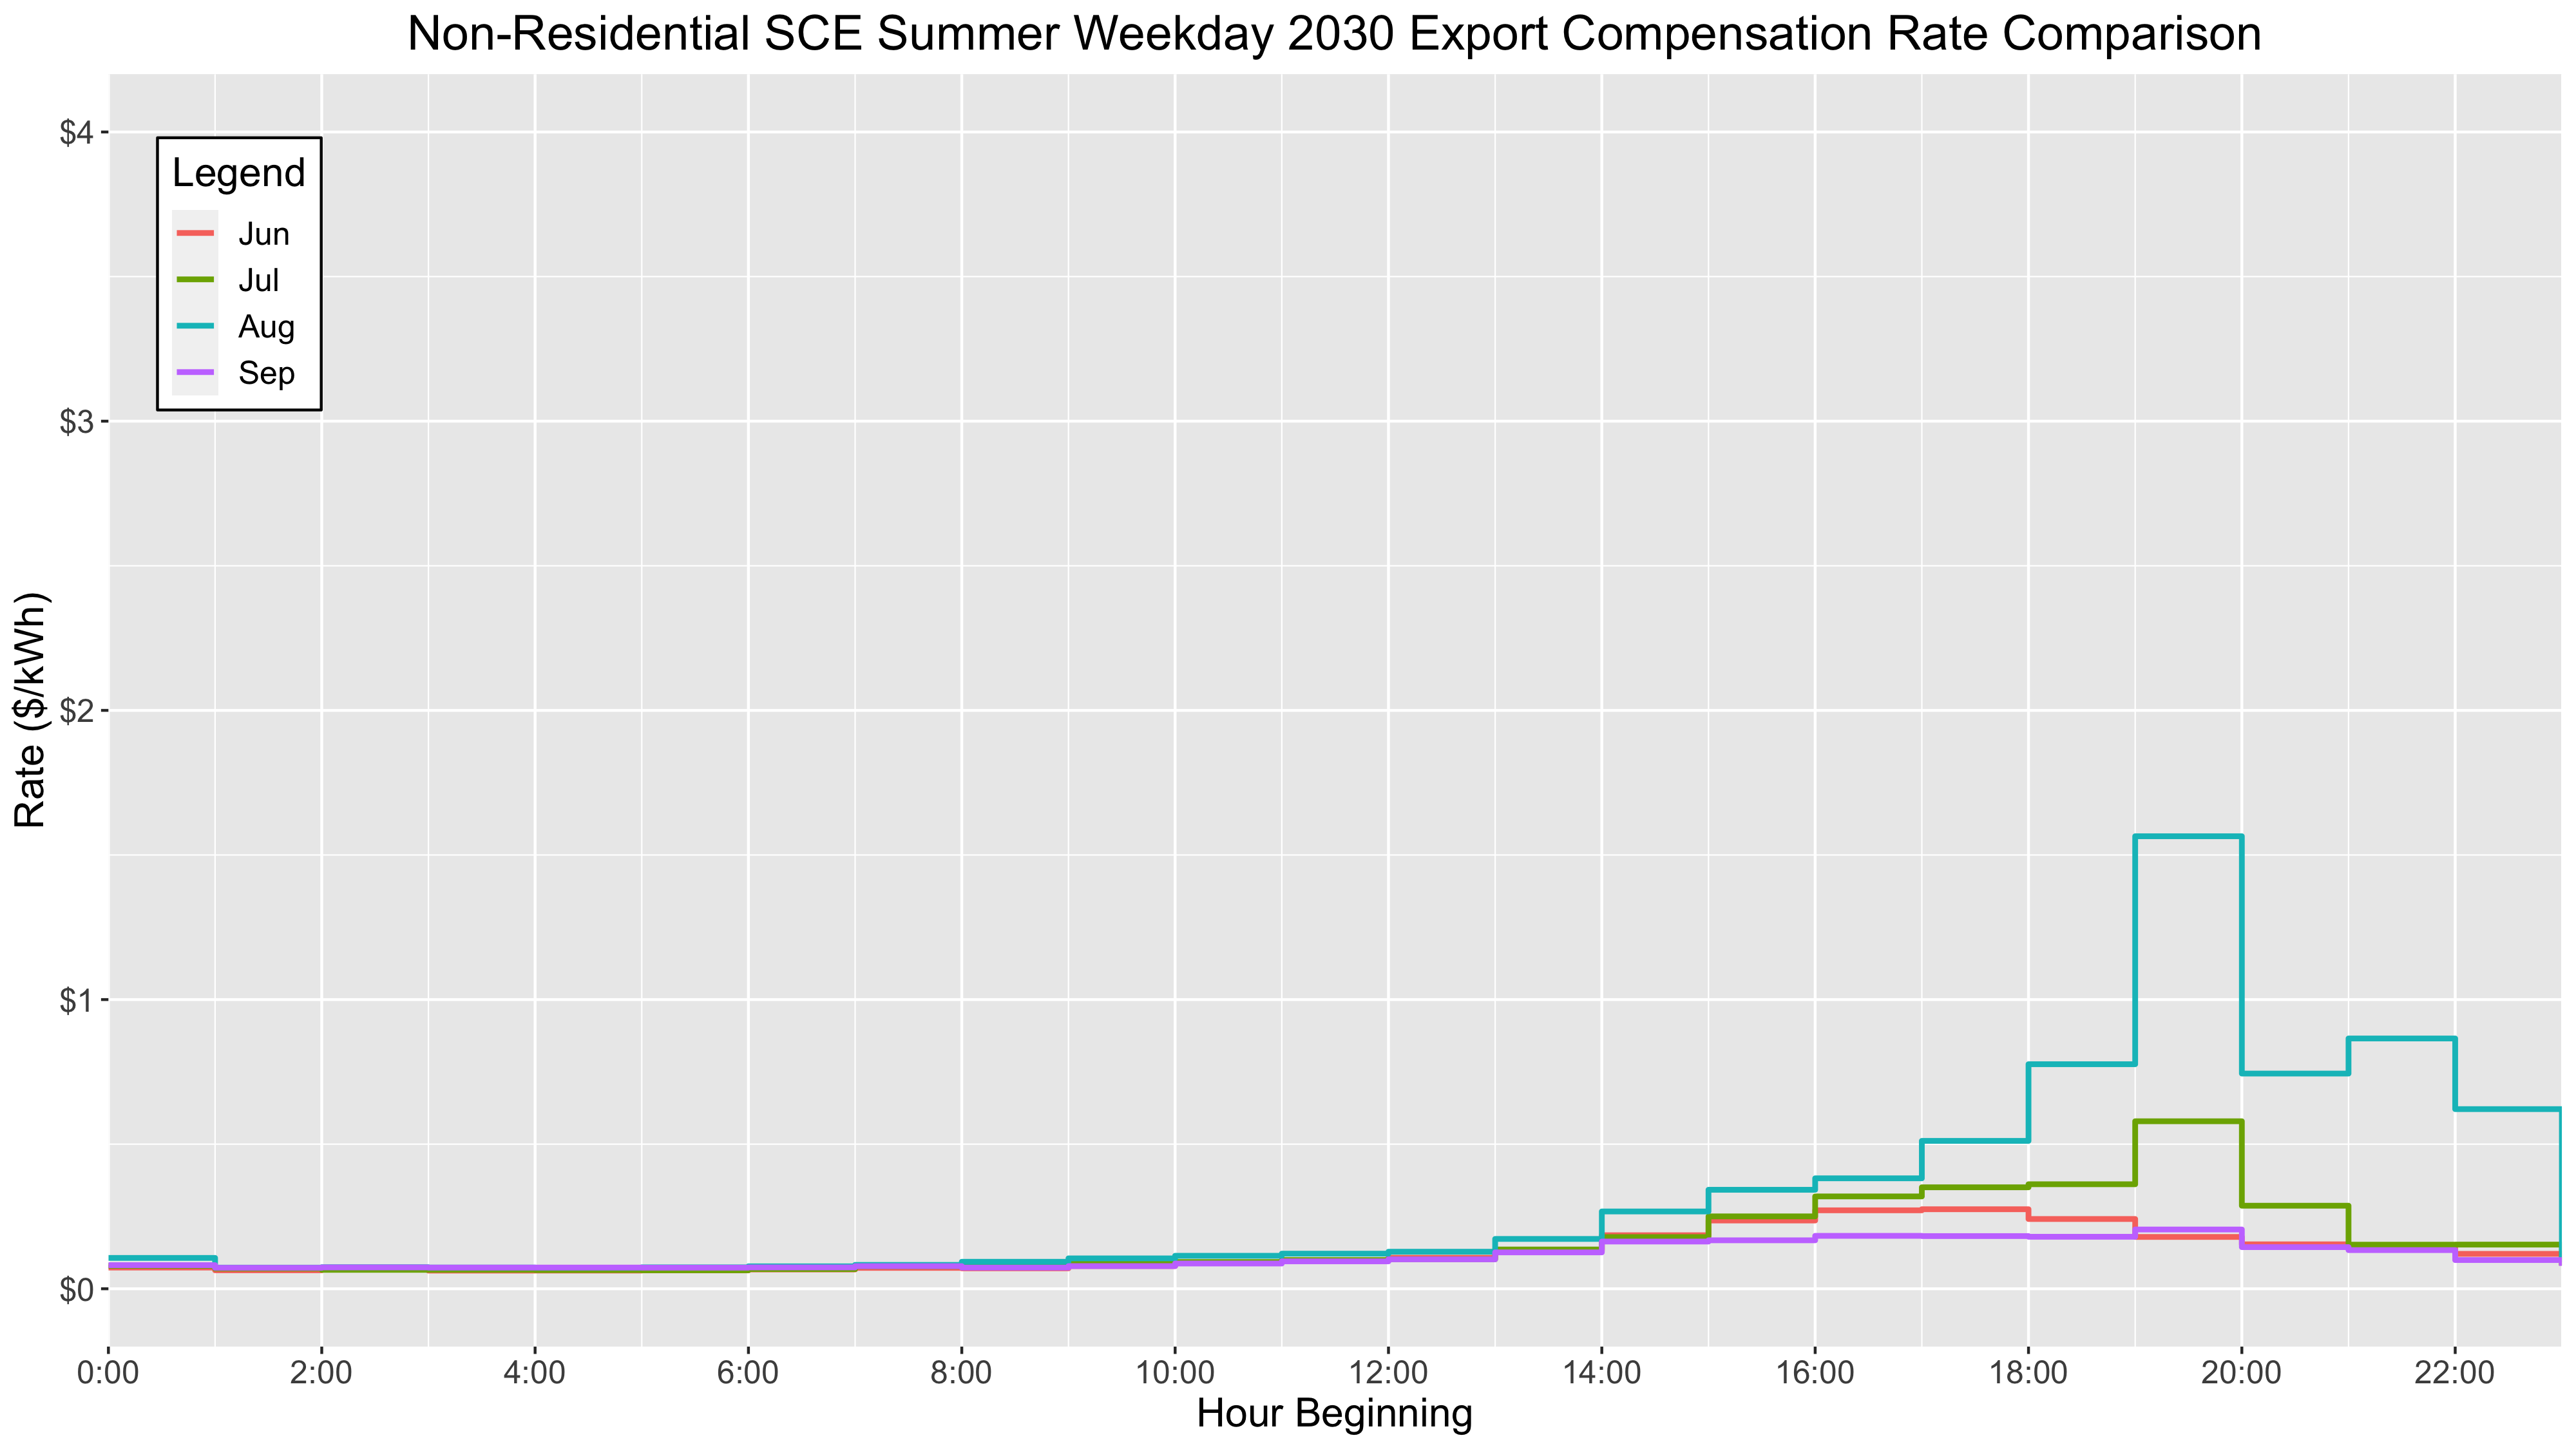 Non-Residential SCE Summer Weekday 2030 Export Compensation Rate Comparison
$4
$3
$2
$1
$0
Rate ($/kWh)
Legend
Jun
Jul
Aug
Sep
0:00 2:00 4:00 6:00 8:00 10:00 12:00 14:00 16:00 18:00 20:00 22:00
Hour Beginning